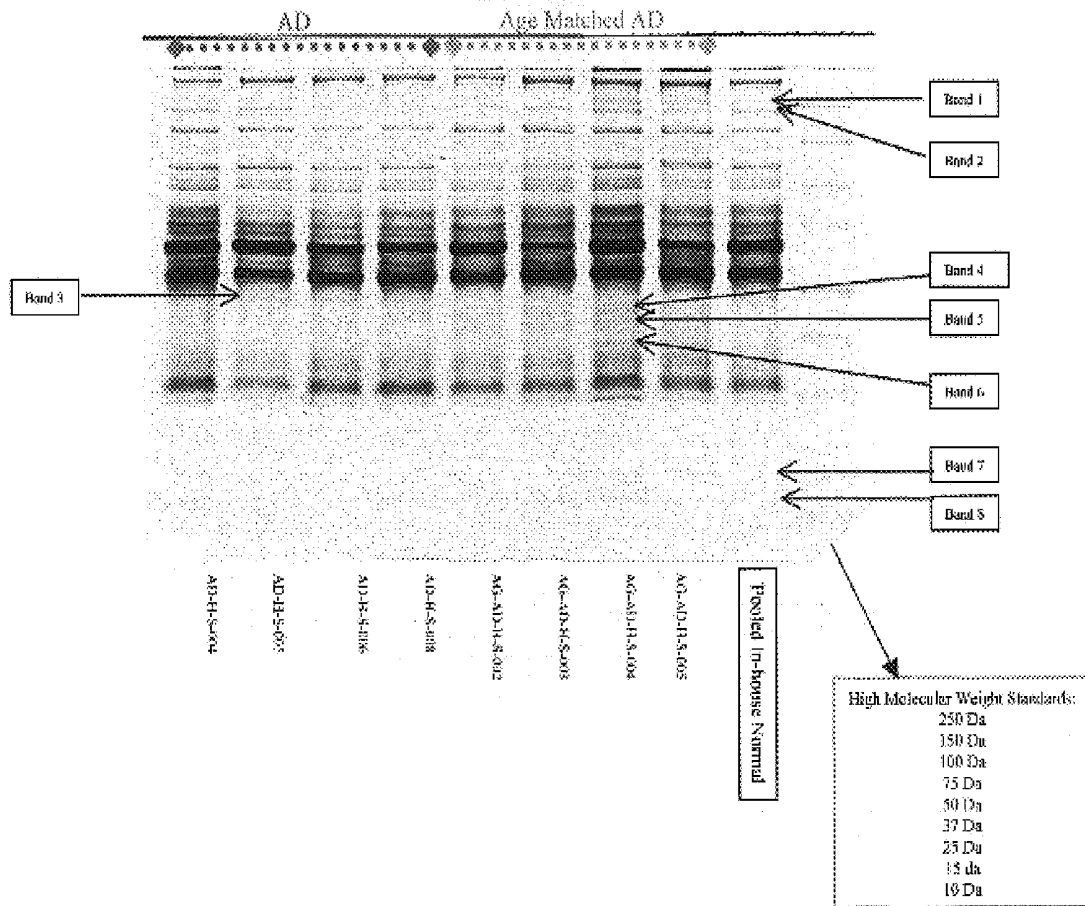 AD
Age Matched AD
Band 1
Band 2
Band 3
Band 4
Band 5
Band 6
Band 7
Band 8
AD-H-S-004
AD-H-S-005
AD-H-S-006
AD-H-S-008
AG-AD-H-S-002
AG-AD-H-S-003
AG-AD-H-S-004
AG-AD-H-S-005
Pooled In-house Normal
High Molecular Weight Standards:
250 Da
150 Da
100 Da
75 Da
50 Da
37 Da
25 Da
15 da
10 Da